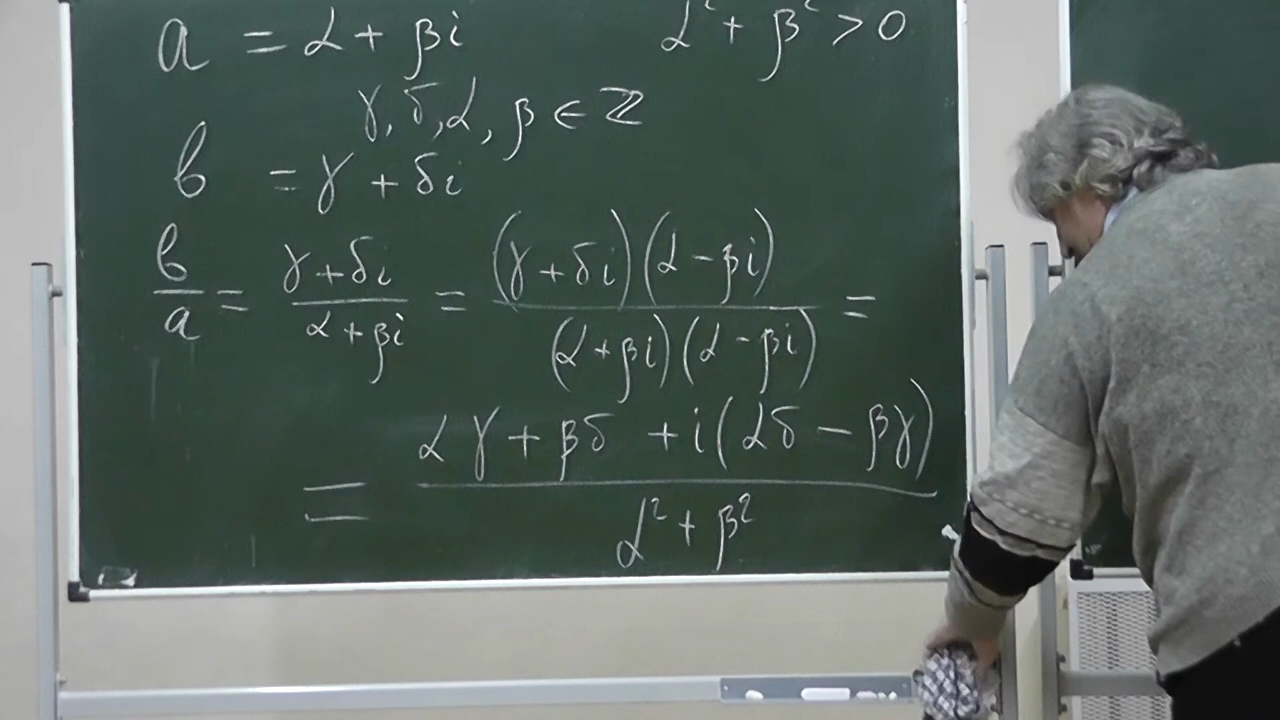 a = α + βi α² + β² > 0
γ, δ, α, β ∈ ℤ
b = γ + δi
b/a = (γ + δi)/(α + βi) = ((γ + δi)(α − βi))/((α + βi)(α − βi)) =
= (αγ + βδ + i(αδ − βγ))/(α² + β²)